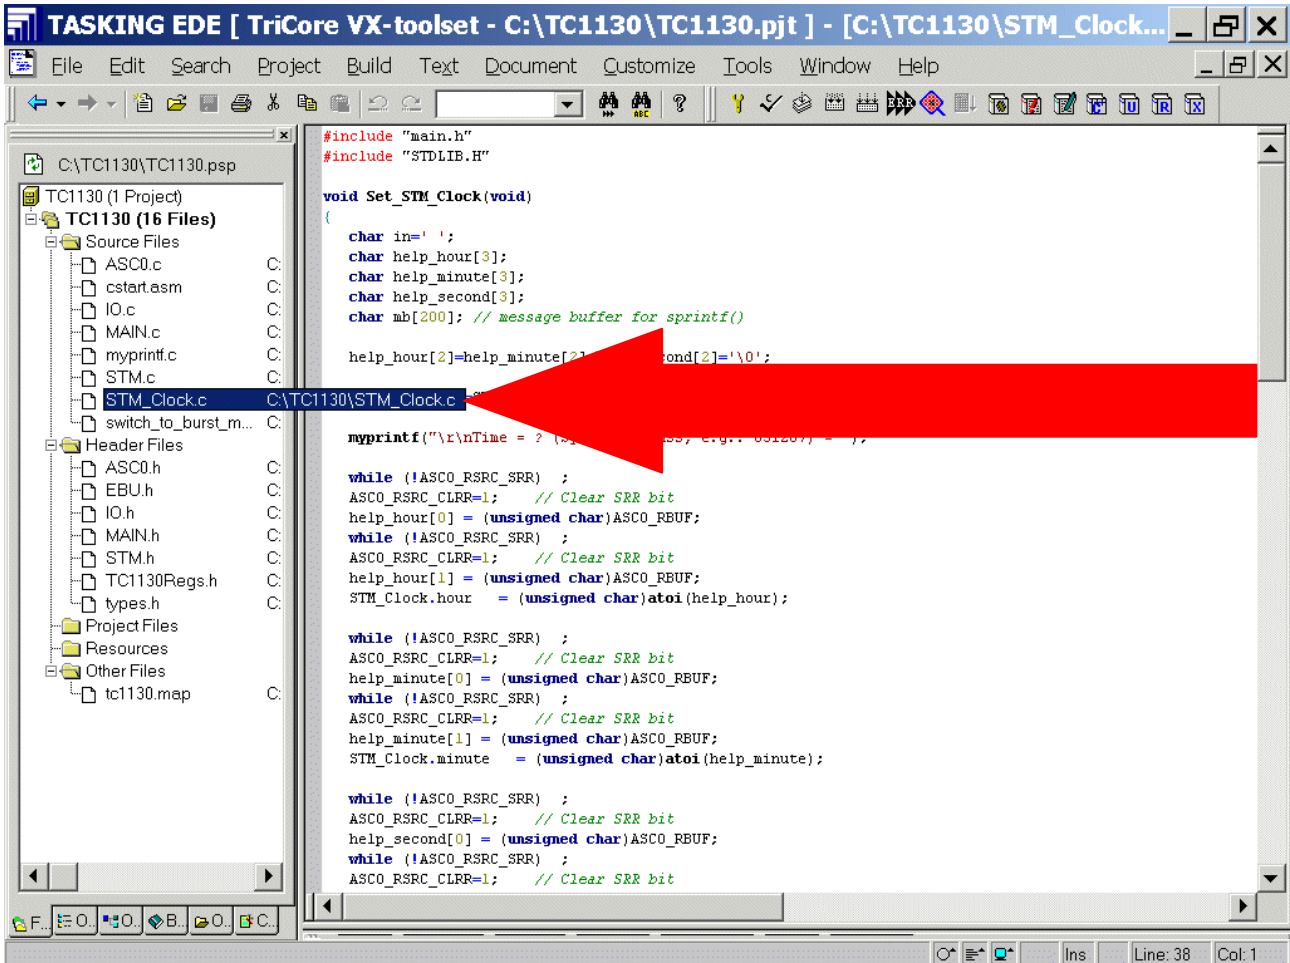 TASKING EDE [ TriCore VX-toolset - C:\TC1130\TC1130.pjt ] - [C:\TC1130\STM_Clock...
File Edit Search Project Build Text Document Customize Tools Window Help
C:\TC1130\TC1130.psp
TC1130 (1 Project)
TC1130 (16 Files)
Source Files
ASC0.c C:
cstart.asm C:
IO.c C:
MAIN.c C:
myprintf.c C:
STM.c C:
STM_Clock.c C:\TC1130\STM_Clock.c
switch_to_burst_m... C:
Header Files
ASC0.h C:
EBU.h C:
IO.h C:
MAIN.h C:
STM.h C:
TC1130Regs.h C:
types.h C:
Project Files
Resources
Other Files
tc1130.map C:
F... O.. O.. B.. O.. C..
#include "main.h"
#include "STDLIB.H"
void Set_STM_Clock(void)
{
char in=' ';
char help_hour[3];
char help_minute[3];
char help_second[3];
char mb[200]; // message buffer for sprintf()
help_hour[2]=help_minute[2] ond[2]='\0';
myprintf("\r\nTime = ?
while (!ASC0_RSRC_SRR) ;
ASC0_RSRC_CLRR=1; // Clear SRR bit
help_hour[0] = (unsigned char)ASC0_RBUF;
while (!ASC0_RSRC_SRR) ;
ASC0_RSRC_CLRR=1; // Clear SRR bit
help_hour[1] = (unsigned char)ASC0_RBUF;
STM_Clock.hour = (unsigned char)atoi(help_hour);
while (!ASC0_RSRC_SRR) ;
ASC0_RSRC_CLRR=1; // Clear SRR bit
help_minute[0] = (unsigned char)ASC0_RBUF;
while (!ASC0_RSRC_SRR) ;
ASC0_RSRC_CLRR=1; // Clear SRR bit
help_minute[1] = (unsigned char)ASC0_RBUF;
STM_Clock.minute = (unsigned char)atoi(help_minute);
while (!ASC0_RSRC_SRR) ;
ASC0_RSRC_CLRR=1; // Clear SRR bit
help_second[0] = (unsigned char)ASC0_RBUF;
while (!ASC0_RSRC_SRR) ;
ASC0_RSRC_CLRR=1; // Clear SRR bit
Ins Line: 38 Col: 1